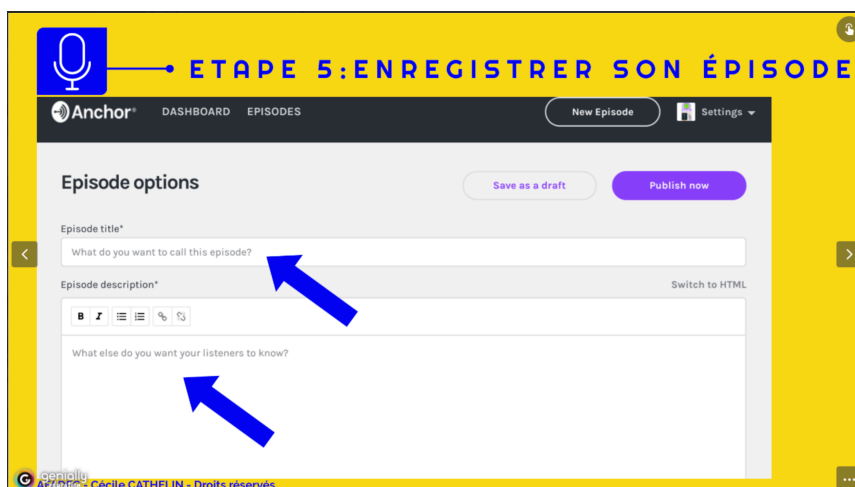 ETAPE 5:ENREGISTRER SON ÉPISODE
Anchor DASHBOARD EPISODES New Episode Settings
Episode options Save as a draft Publish now
Episode title*
What do you want to call this episode?
Episode description* Switch to HTML
B I
What else do you want your listeners to know?
genially
- Cécile CATHELIN - Droits réservés